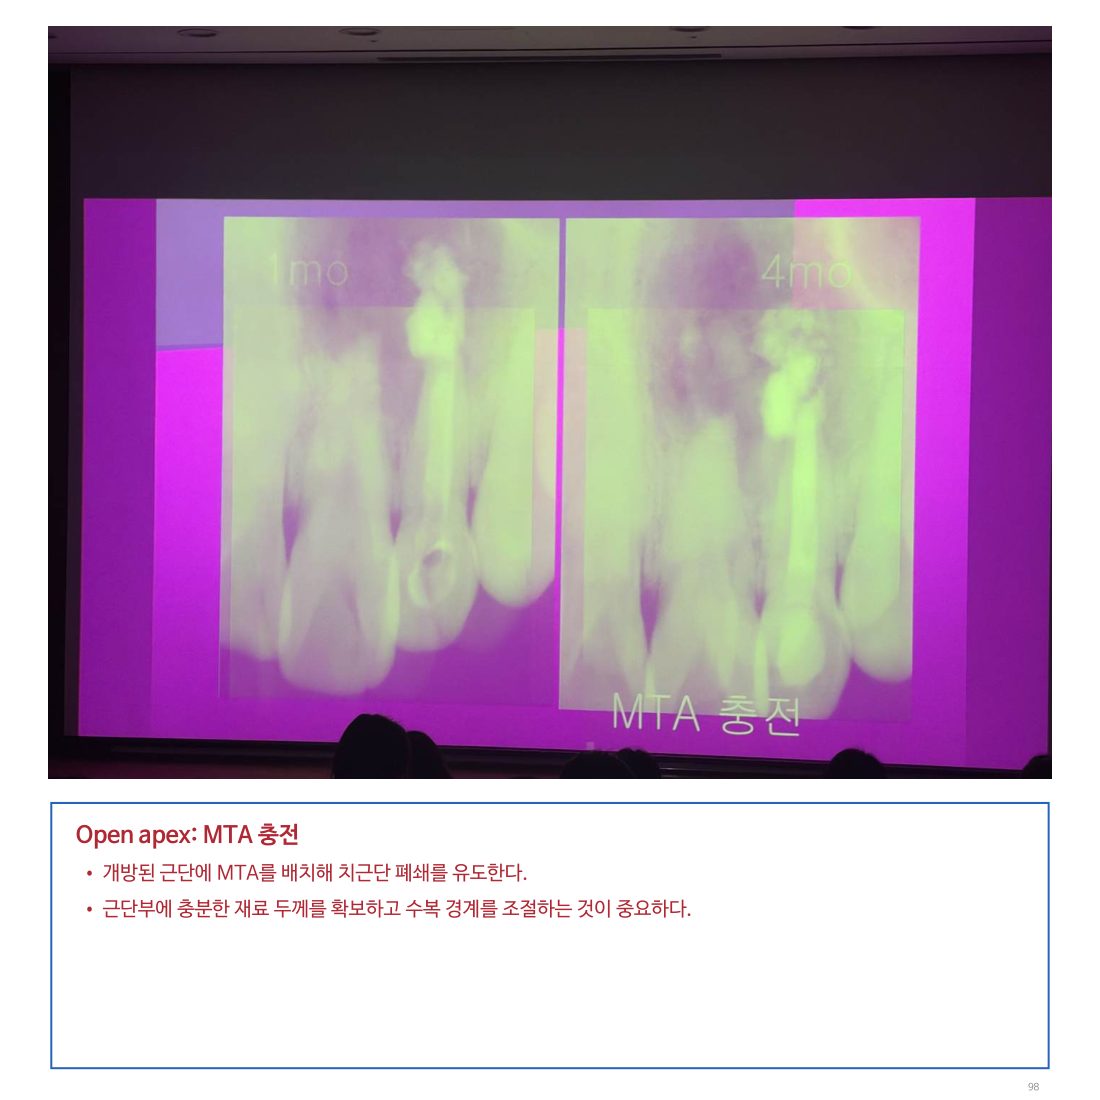 1mo
4mo
MTA 충전
Open apex: MTA 충전
• 개방된 근단에 MTA를 배치해 치근단 폐쇄를 유도한다.
• 근단부에 충분한 재료 두께를 확보하고 수복 경계를 조절하는 것이 중요하다.
98